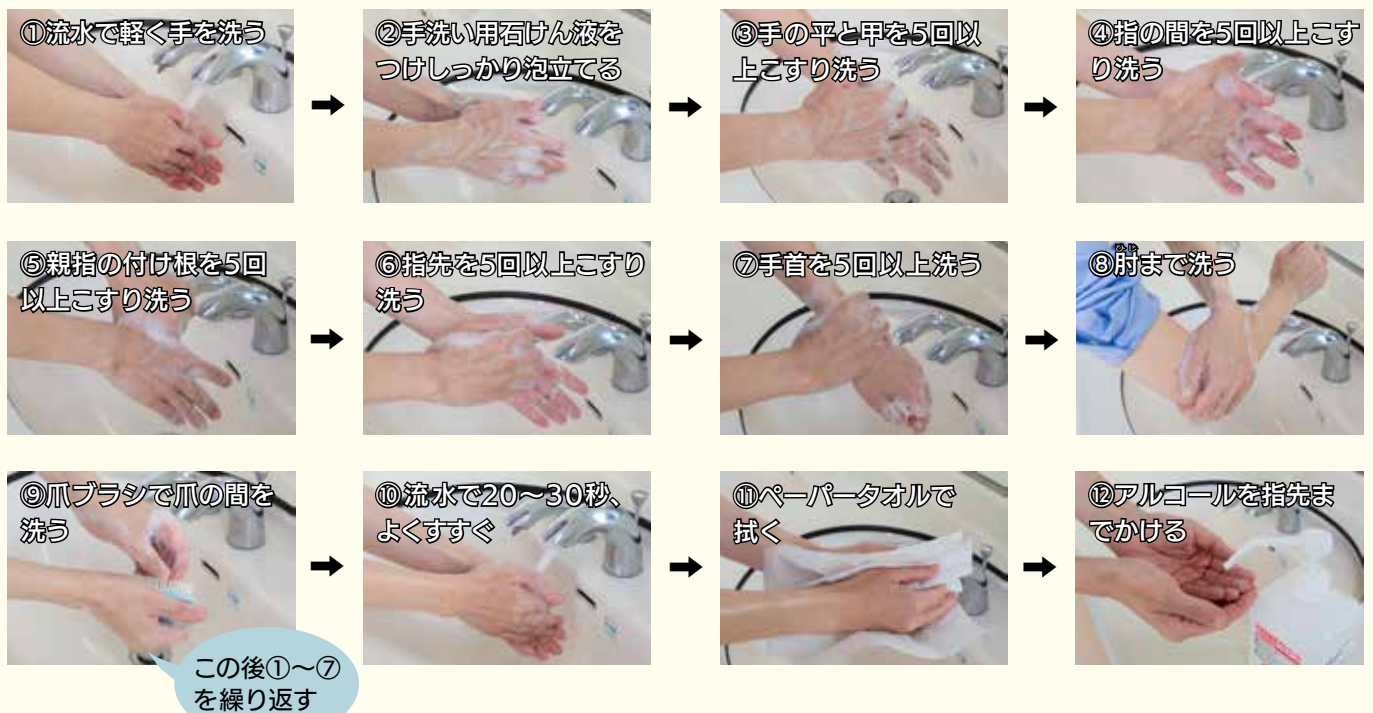 ①流水で軽く手を洗う
②手洗い用石けん液を
つけしっかり泡立てる
③手の平と甲を5回以
上こすり洗う
④指の間を5回以上こす
り洗う
⑤親指の付け根を5回
以上こすり洗う
⑥指先を5回以上こすり
洗う
⑦手首を5回以上洗う
ひじ
⑧肘まで洗う
⑨爪ブラシで爪の間を
洗う
この後①～⑦
を繰り返す
⑩流水で20～30秒、
よくすすぐ
⑪ペーパータオルで
拭く
⑫アルコールを指先ま
でかける